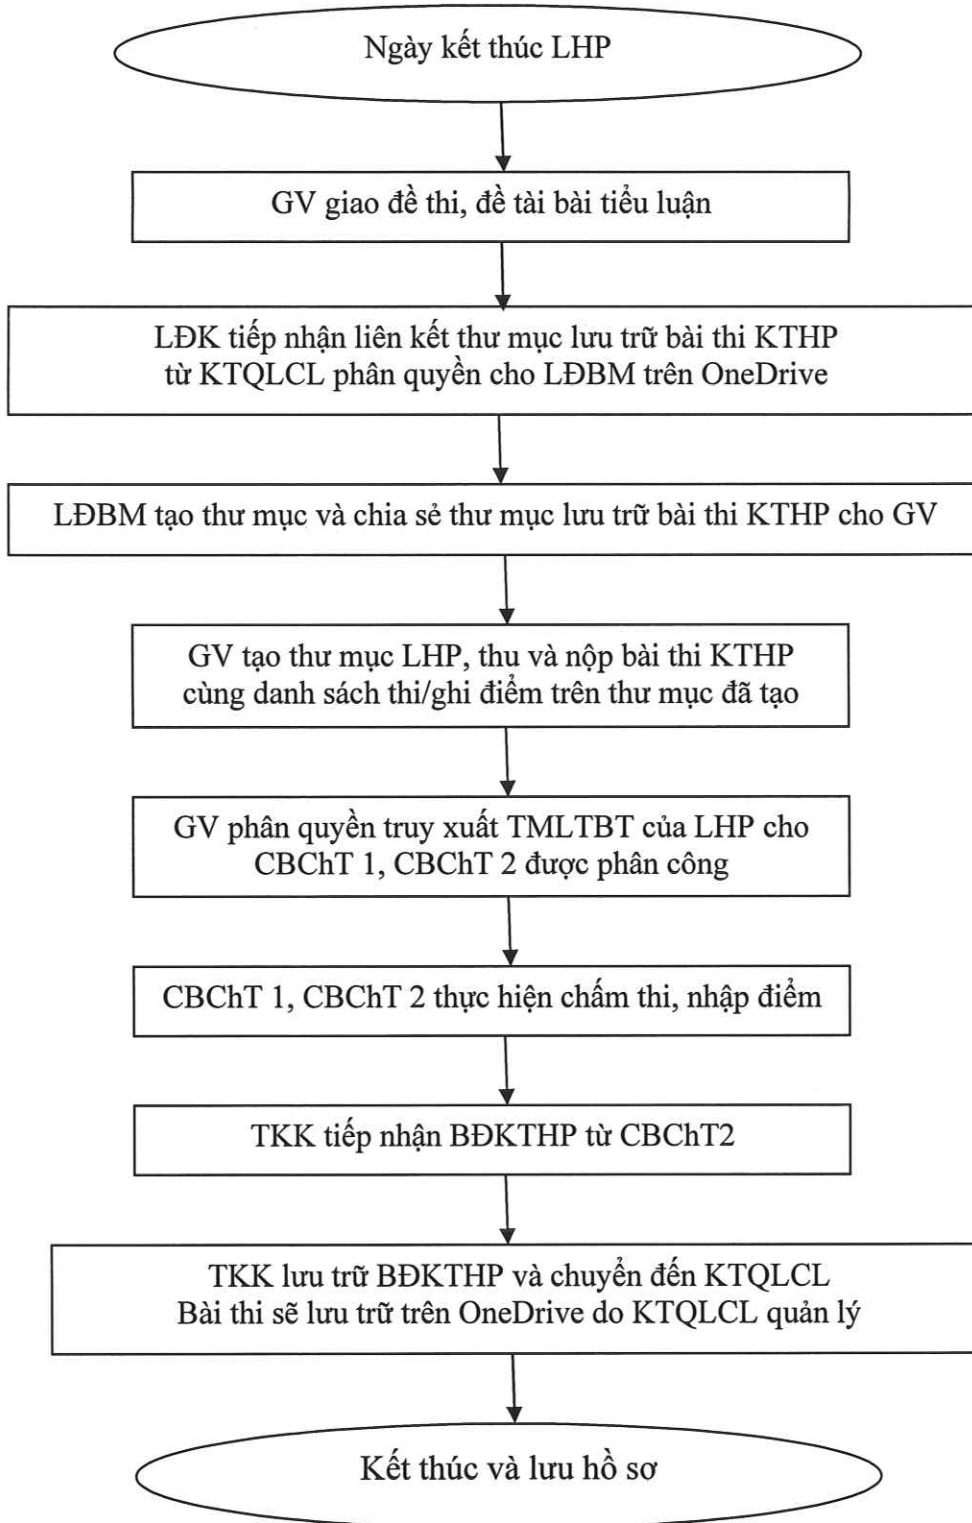 Ngày kết thúc LHP
GV giao đề thi, đề tài bài tiểu luận
LĐK tiếp nhận liên kết thư mục lưu trữ bài thi KTHP
từ KTQLCL phân quyền cho LĐBM trên OneDrive
LĐBM tạo thư mục và chia sẻ thư mục lưu trữ bài thi KTHP cho GV
GV tạo thư mục LHP, thu và nộp bài thi KTHP
cùng danh sách thi/ghi điểm trên thư mục đã tạo
GV phân quyền truy xuất TMLTBT của LHP cho
CBChT 1, CBChT 2 được phân công
CBChT 1, CBChT 2 thực hiện chấm thi, nhập điểm
TKK tiếp nhận BĐKTHP từ CBChT2
TKK lưu trữ BĐKTHP và chuyển đến KTQLCL
Bài thi sẽ lưu trữ trên OneDrive do KTQLCL quản lý
Kết thúc và lưu hồ sơ